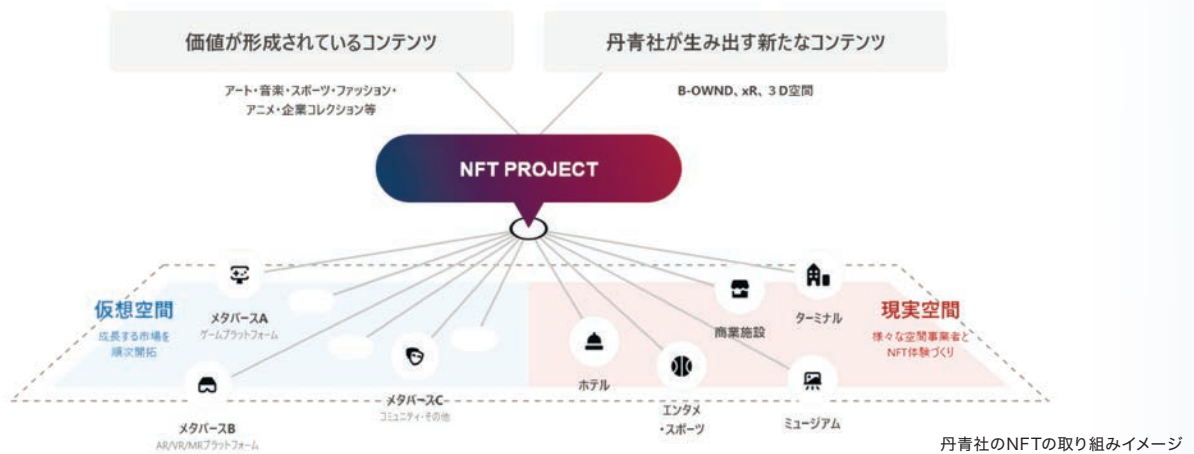 価値が形成されているコンテンツ
丹青社が生み出す新たなコンテンツ
アート・音楽・スポーツ・ファッション・
アニメ・企業コレクション等
B-OWND、xR、3D空間
NFT PROJECT
仮想空間
成長する市場を
順次開拓
メタバースA
ゲームプラットフォーム
メタバースB
AR/VR/MRプラットフォーム
メタバースC
コミュニティ・その他
ホテル
エンタメ
・スポーツ
商業施設
ターミナル
ミュージアム
現実空間
様々な空間事業者と
NFT体験づくり
丹青社のNFTの取り組みイメージ